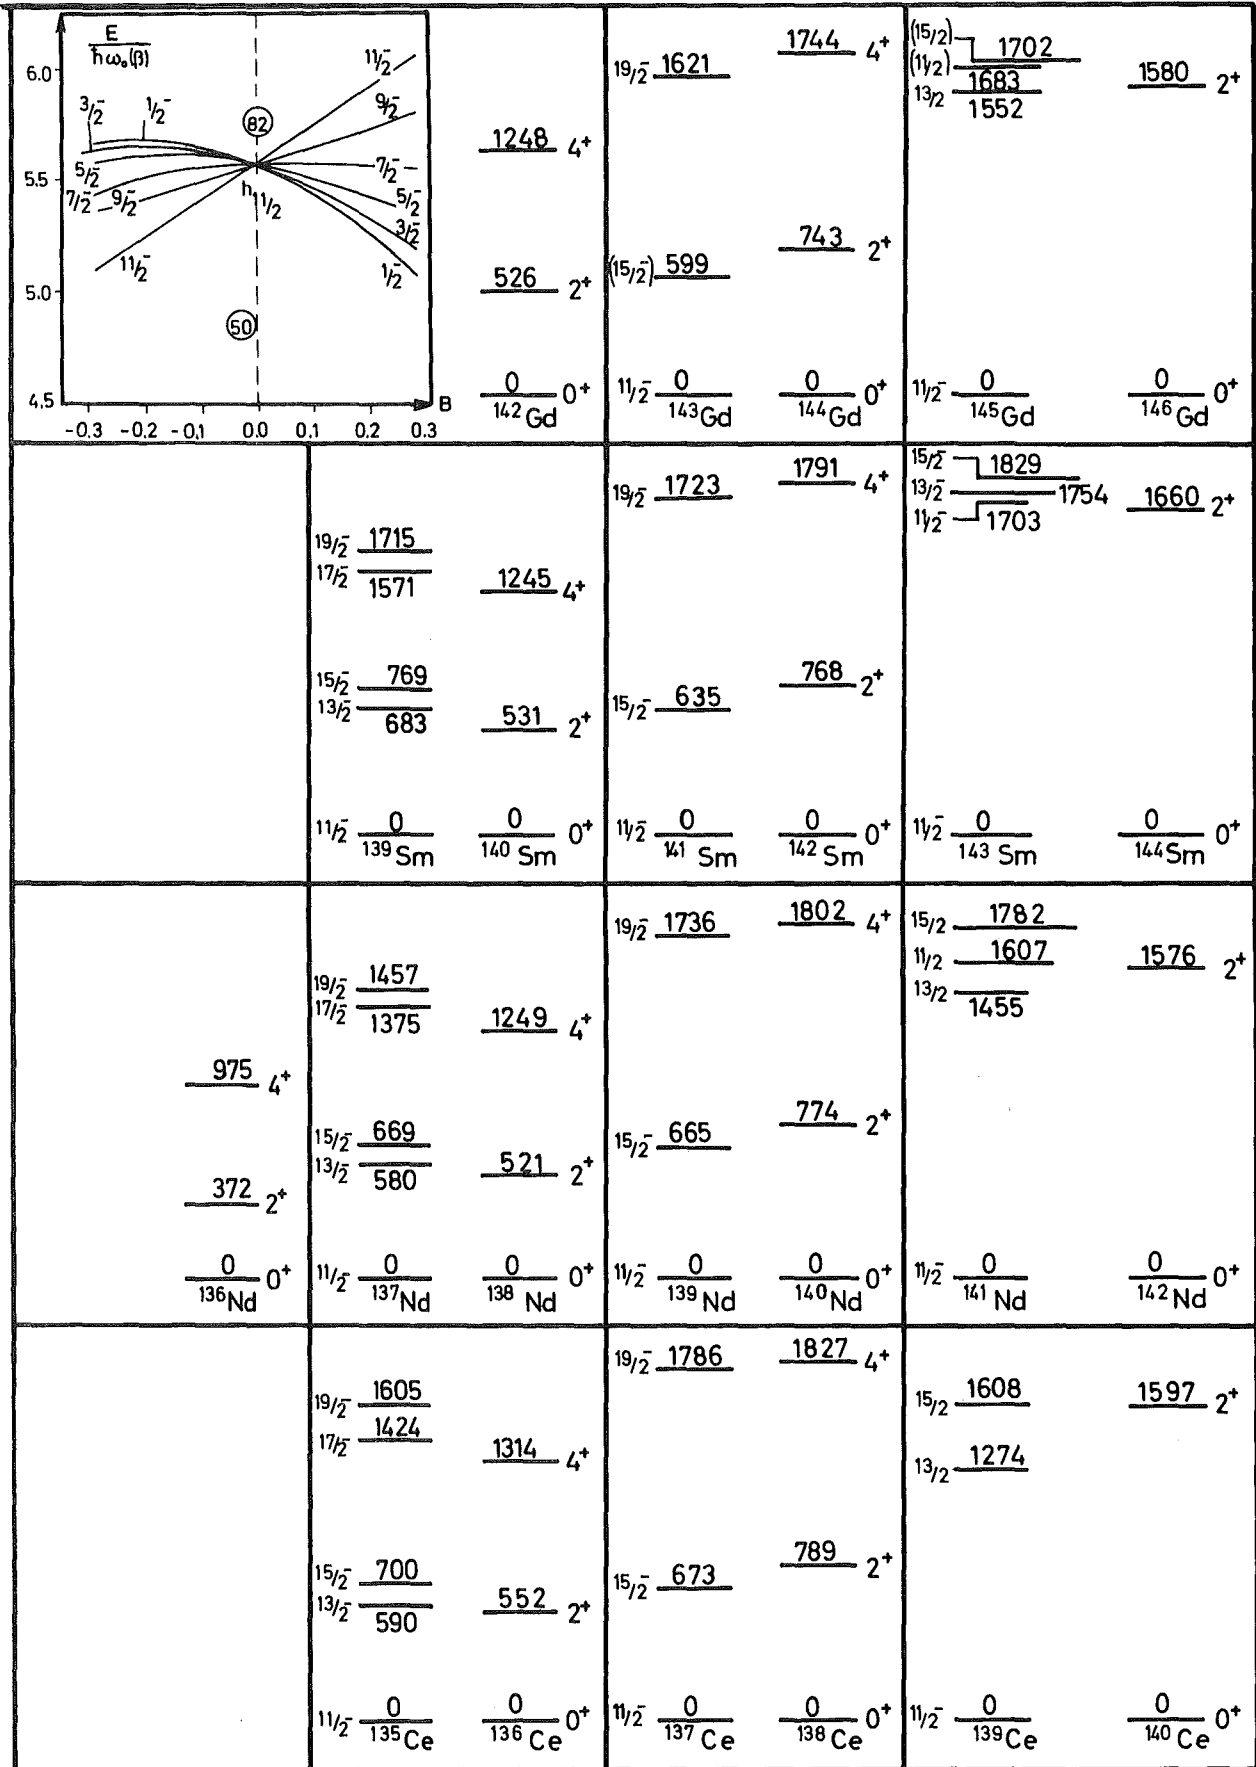 E / ħω₀(β)
6.0
5.5
5.0
4.5
-0.3 -0.2 -0.1 0.0 0.1 0.2 0.3 B
3/2⁻ 1/2⁻
5/2⁻
7/2⁻ 9/2⁻
11/2⁻
82
h11/2
50
11/2⁻
9/2⁻
7/2⁻
5/2⁻
3/2⁻
1/2⁻
1248 4⁺
526 2⁺
0 0⁺
¹⁴²Gd
19/2⁻ 1621 1744 4⁺
(15/2⁻) 599 743 2⁺
11/2⁻ 0 0 0⁺
¹⁴³Gd ¹⁴⁴Gd
(15/2) 1702
(11/2) 1683
13/2 1552
1580 2⁺
11/2⁻ 0 0 0⁺
¹⁴⁵Gd ¹⁴⁶Gd
19/2⁻ 1715
17/2⁻ 1571 1245 4⁺
15/2⁻ 769
13/2⁻ 683 531 2⁺
11/2⁻ 0 0 0⁺
¹³⁹Sm ¹⁴⁰Sm
19/2⁻ 1723 1791 4⁺
15/2⁻ 635 768 2⁺
11/2⁻ 0 0 0⁺
¹⁴¹Sm ¹⁴²Sm
15/2⁻ 1829
13/2⁻ 1754
11/2⁻ 1703
1660 2⁺
11/2⁻ 0 0 0⁺
¹⁴³Sm ¹⁴⁴Sm
975 4⁺
372 2⁺
0 0⁺
¹³⁶Nd
19/2⁻ 1457
17/2⁻ 1375 1249 4⁺
15/2⁻ 669
13/2⁻ 580 521 2⁺
11/2⁻ 0 0 0⁺
¹³⁷Nd ¹³⁸Nd
19/2⁻ 1736 1802 4⁺
15/2⁻ 665 774 2⁺
11/2⁻ 0 0 0⁺
¹³⁹Nd ¹⁴⁰Nd
15/2 1782
11/2 1607 1576 2⁺
13/2 1455
11/2⁻ 0 0 0⁺
¹⁴¹Nd ¹⁴²Nd
19/2⁻ 1605
17/2⁻ 1424 1314 4⁺
15/2⁻ 700
13/2⁻ 590 552 2⁺
11/2⁻ 0 0 0⁺
¹³⁵Ce ¹³⁶Ce
19/2⁻ 1786 1827 4⁺
15/2⁻ 673 789 2⁺
11/2⁻ 0 0 0⁺
¹³⁷Ce ¹³⁸Ce
15/2 1608 1597 2⁺
13/2 1274
11/2⁻ 0 0 0⁺
¹³⁹Ce ¹⁴⁰Ce